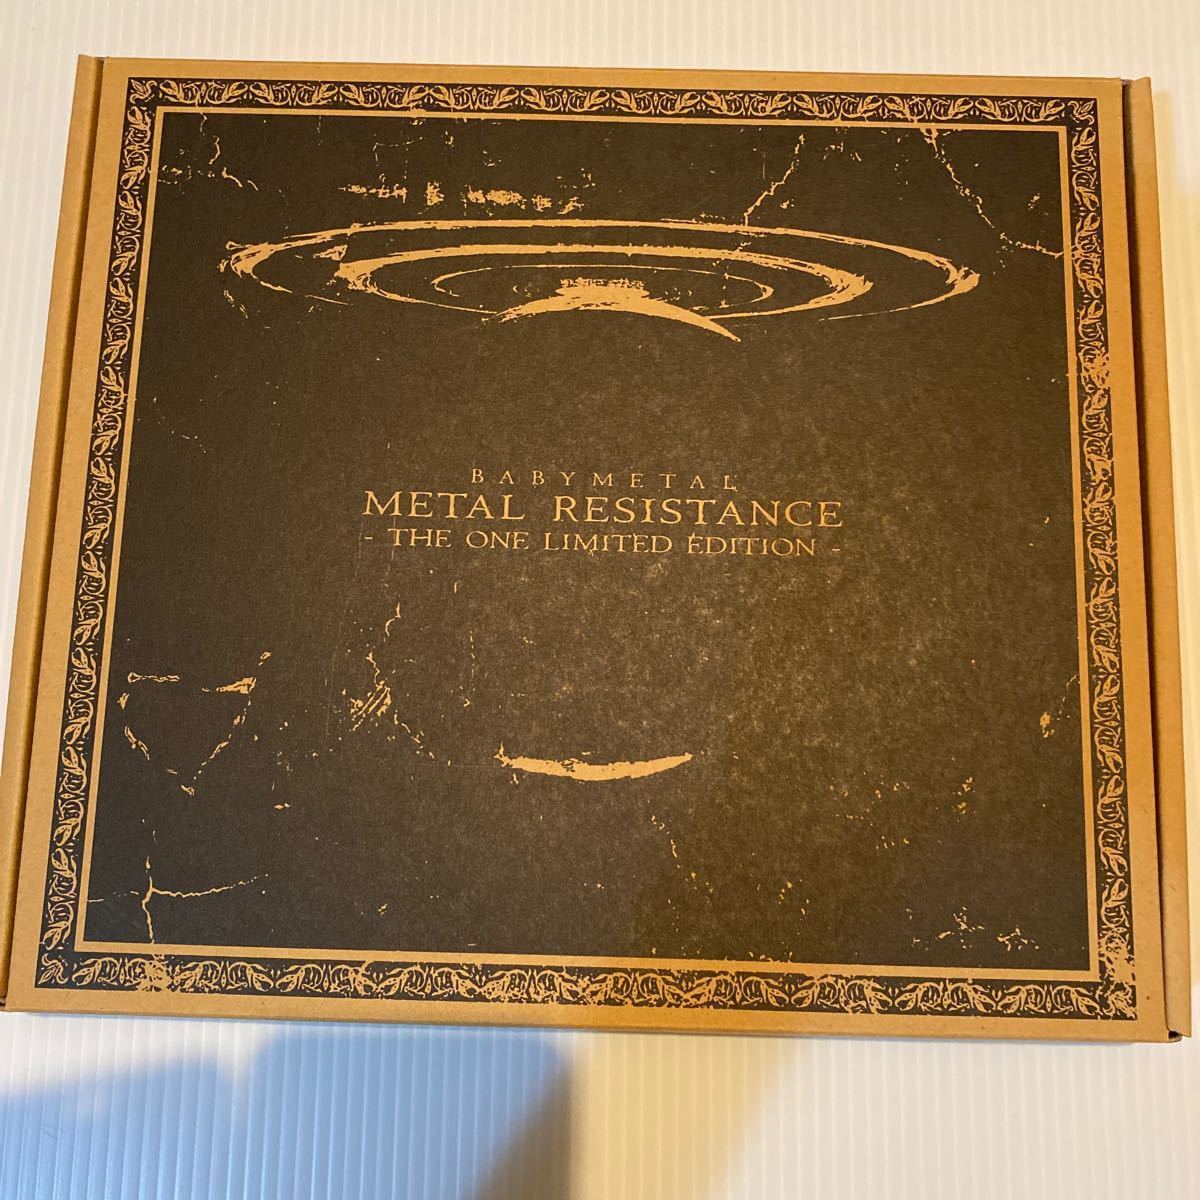 BABYMETAL
METAL RESISTANCE
- THE ONE LIMITED EDITION -